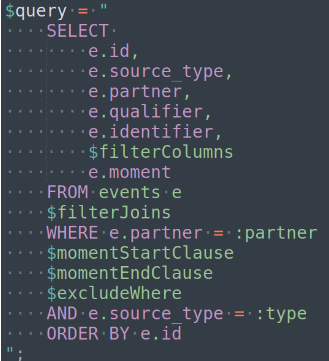 $query = "
SELECT
e.id,
e.source_type,
e.partner,
e.qualifier,
e.identifier,
$filterColumns
e.moment
FROM events e
$filterJoins
WHERE e.partner = :partner
$momentStartClause
$momentEndClause
$excludeWhere
AND e.source_type = :type
ORDER BY e.id
";